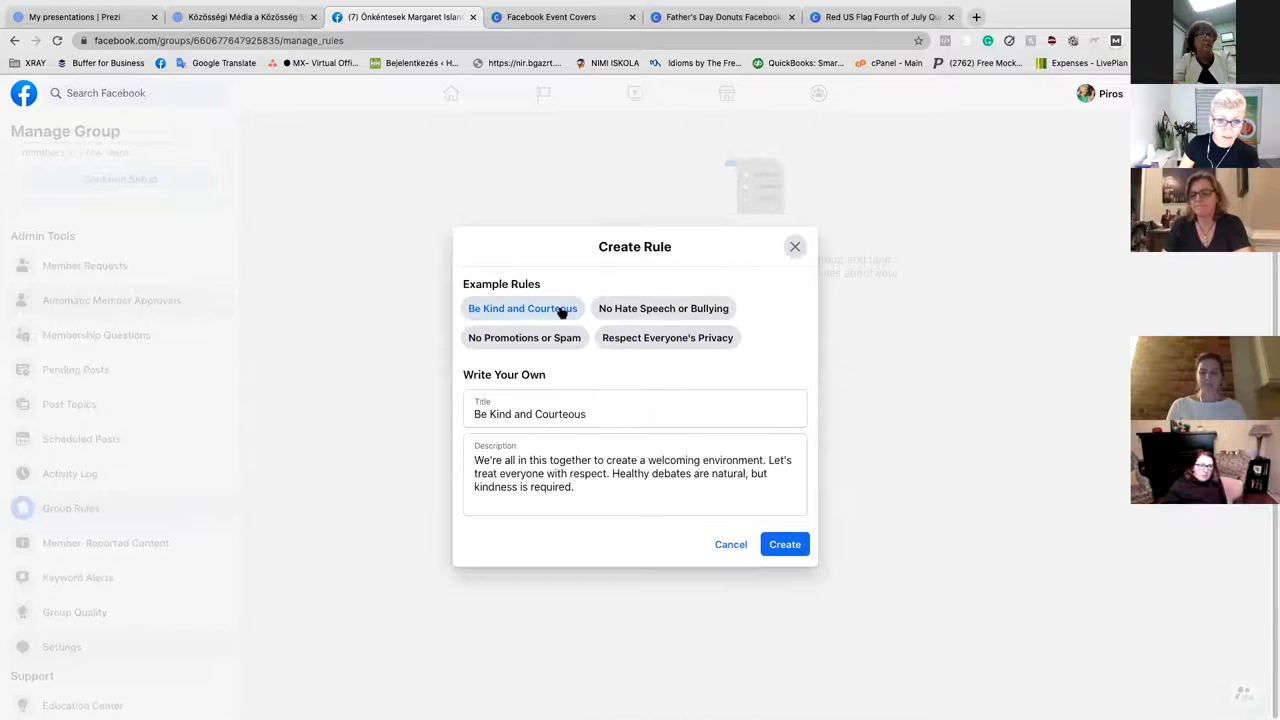 My presentations | Prezi
Közösségi Média a Közösség S
(7) Önkéntesek Margaret Islan
Facebook Event Covers
Father's Day Donuts Facebook
Red US Flag Fourth of July Qu
facebook.com/groups/660677647925835/manage_rules
XRAY
Buffer for Business
Google Translate
MX- Virtual Offi...
Bejelentkezés ‹ H...
https://nir.bgazrt....
NIMI ISKOLA
Idioms by The Fre...
QuickBooks: Smar...
cPanel - Main
(2762) Free Mock...
Expenses - LivePlan
Search Facebook
Piros
Manage Group
Continue Setup
Admin Tools
Member Requests
Automatic Member Approvals
Membership Questions
Pending Posts
Post Topics
Scheduled Posts
Activity Log
Group Rules
Member-Reported Content
Keyword Alerts
Group Quality
Settings
Support
Education Center
Create Rule
Example Rules
Be Kind and Courteous
No Hate Speech or Bullying
No Promotions or Spam
Respect Everyone's Privacy
Write Your Own
Title
Be Kind and Courteous
Description
We're all in this together to create a welcoming environment. Let's
treat everyone with respect. Healthy debates are natural, but
kindness is required.
Cancel
Create